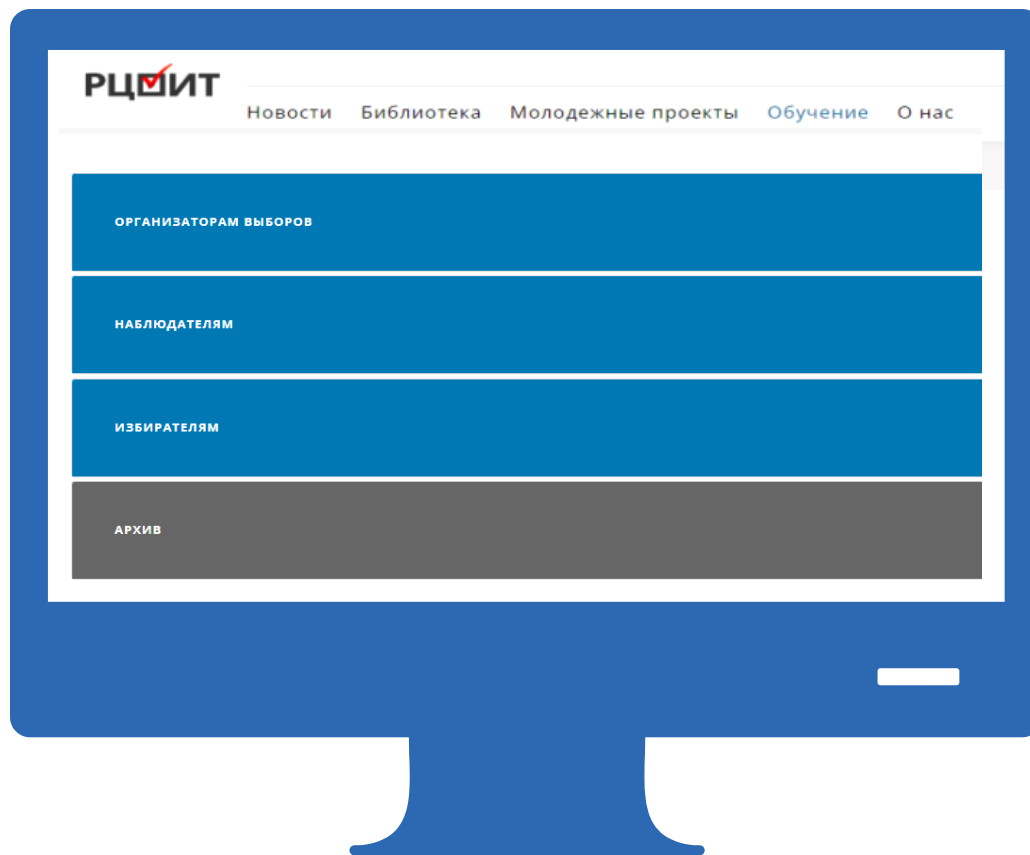 РЦОИТ
Новости Библиотека Молодежные проекты Обучение О нас
ОРГАНИЗАТОРАМ ВЫБОРОВ
НАБЛЮДАТЕЛЯМ
ИЗБИРАТЕЛЯМ
АРХИВ